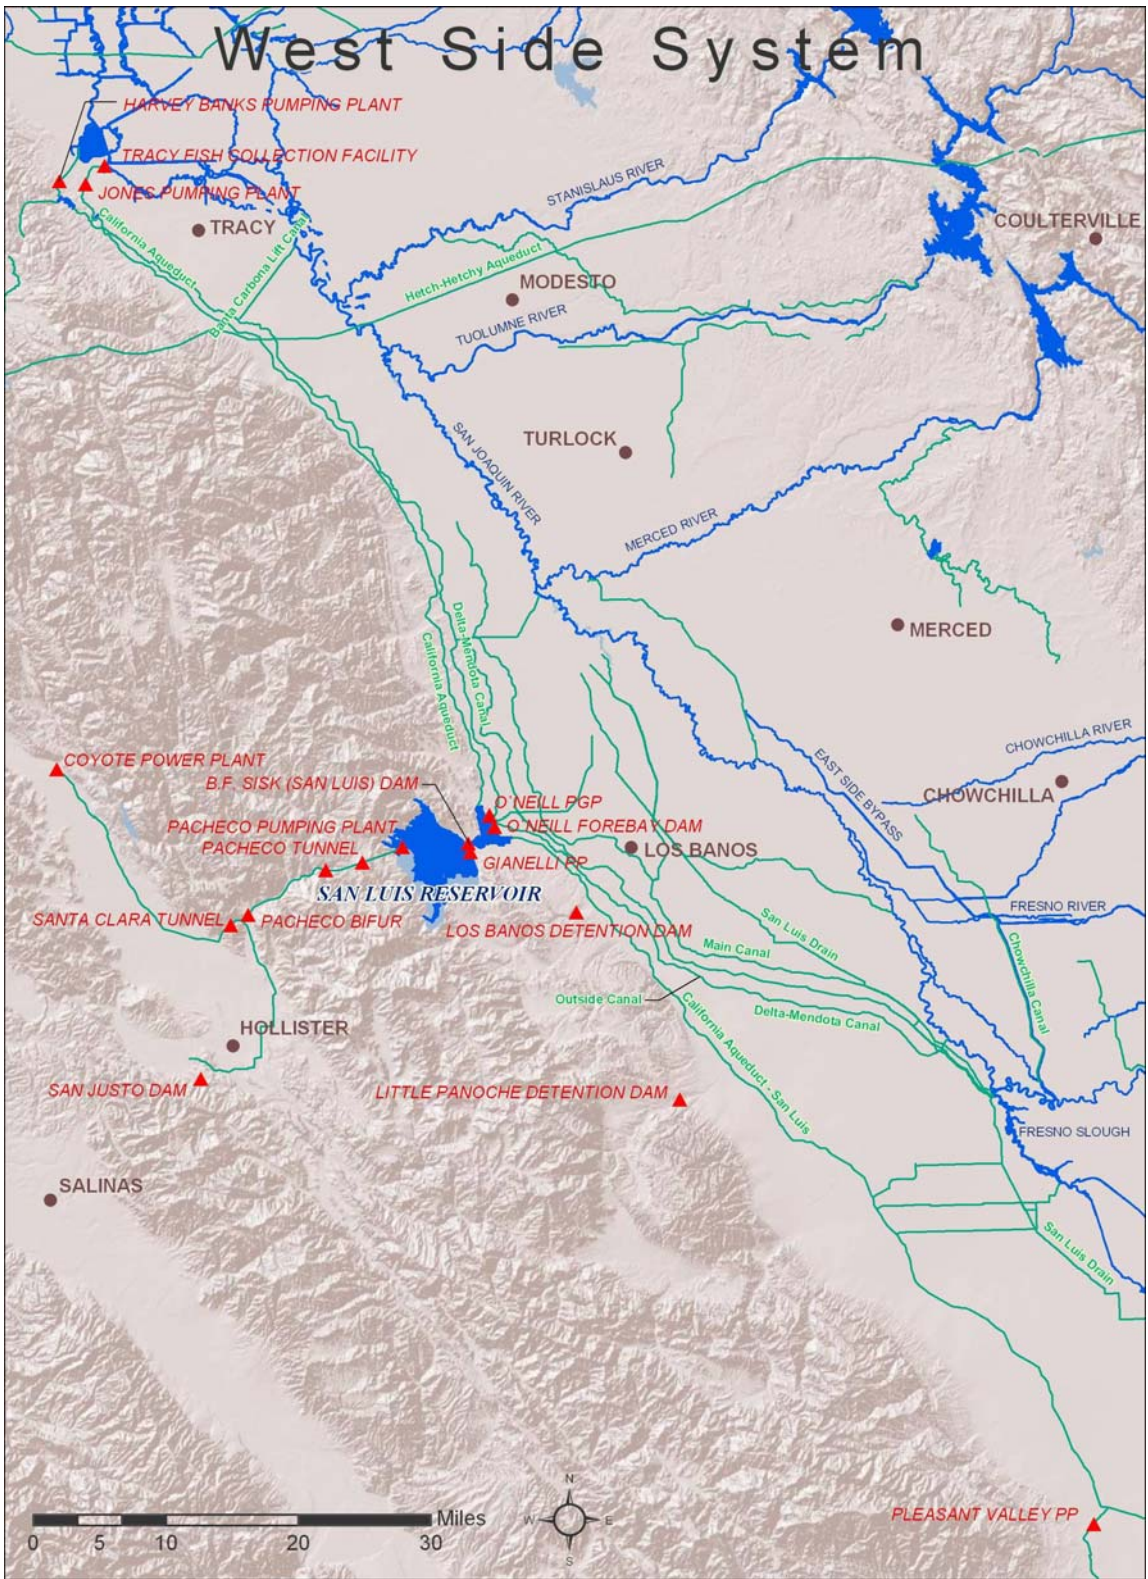 West Side System
HARVEY BANKS PUMPING PLANT
TRACY FISH COLLECTION FACILITY
JONES PUMPING PLANT
STANISLAUS RIVER
COULTERVILLE
TRACY
California Aqueduct
Banta Carbona Lift Canal
Hetch-Hetchy Aqueduct
MODESTO
TUOLUMNE RIVER
TURLOCK
SAN JOAQUIN RIVER
MERCED RIVER
MERCED
Delta-Mendota Canal
California Aqueduct
COYOTE POWER PLANT
B.F. SISK (SAN LUIS) DAM
CHOWCHILLA RIVER
EAST SIDE BYPASS
CHOWCHILLA
O'NEILL PGP
PACHECO PUMPING PLANT
O'NEILL FOREBAY DAM
PACHECO TUNNEL
LOS BANOS
GIANELLI PP
SAN LUIS RESERVOIR
FRESNO RIVER
SANTA CLARA TUNNEL
PACHECO BIFUR
LOS BANOS DETENTION DAM
San Luis Drain
Main Canal
Chowchilla Canal
Outside Canal
Delta-Mendota Canal
HOLLISTER
California Aqueduct - San Luis
SAN JUSTO DAM
LITTLE PANOCHE DETENTION DAM
FRESNO SLOUGH
SALINAS
San Luis Drain
PLEASANT VALLEY PP
N
W
E
S
Miles
0 5 10 20 30